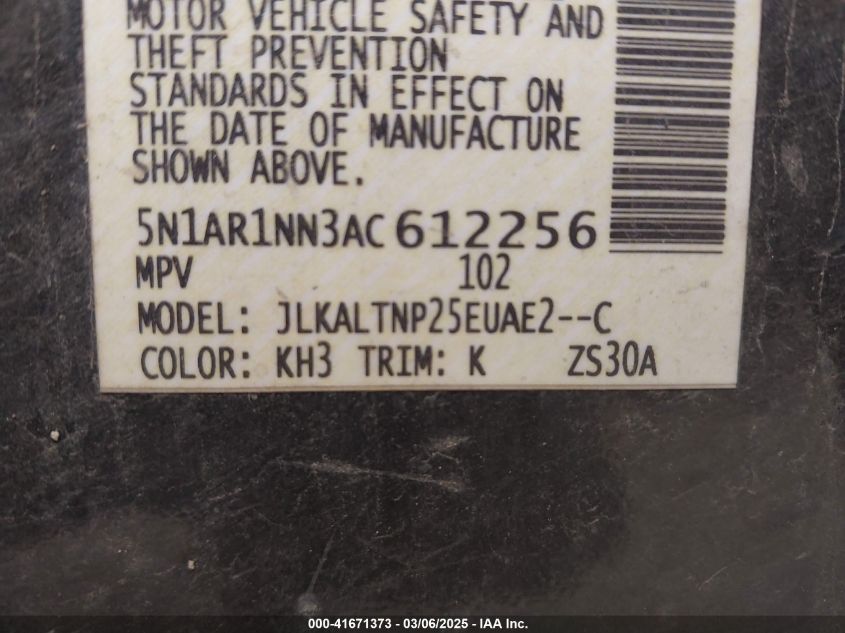 MOTOR VEHICLE SAFETY AND
THEFT PREVENTION
STANDARDS IN EFFECT ON
THE DATE OF MANUFACTURE
SHOWN ABOVE.
5N1AR1NN3AC612256
MPV 102
MODEL: JLKALTNP25EUAE2--C
COLOR: KH3 TRIM: K ZS30A
000-41671373 - 03/06/2025 - IAA Inc.